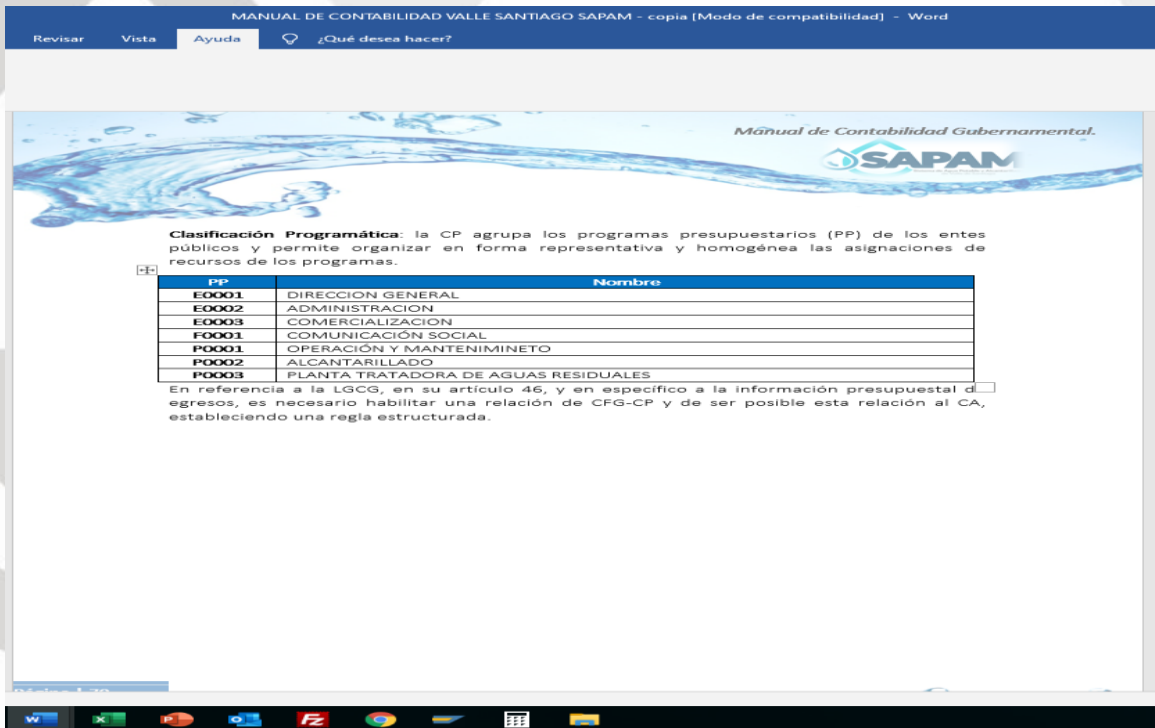 MANUAL DE CONTABILIDAD VALLE SANTIAGO SAPAM - copia [Modo de compatibilidad] - Word
Revisar Vista Ayuda ¿Qué desea hacer?
Manual de Contabilidad Gubernamental.
SAPAM
Clasificación Programática: la CP agrupa los programas presupuestarios (PP) de los entes
públicos y permite organizar en forma representativa y homogénea las asignaciones de
recursos de los programas.
PP Nombre
E0001 DIRECCION GENERAL
E0002 ADMINISTRACION
E0003 COMERCIALIZACION
F0001 COMUNICACIÓN SOCIAL
P0001 OPERACIÓN Y MANTENIMINETO
P0002 ALCANTARILLADO
P0003 PLANTA TRATADORA DE AGUAS RESIDUALES
En referencia a la LGCG, en su artículo 46, y en específico a la información presupuestal d
egresos, es necesario habilitar una relación de CFG-CP y de ser posible esta relación al CA,
estableciendo una regla estructurada.